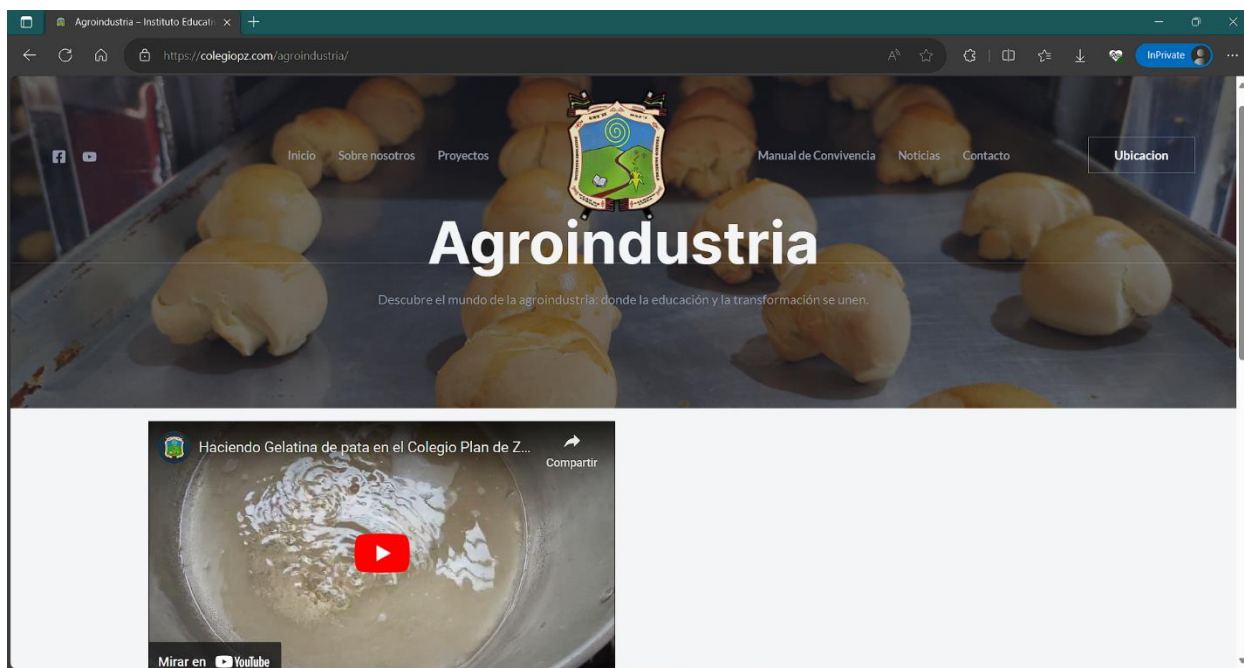 Agroindustria – Instituto Educati
https://colegiopz.com/agroindustria/
InPrivate
Inicio Sobre nosotros Proyectos Manual de Convivencia Noticias Contacto Ubicacion
Agroindustria
Descubre el mundo de la agroindustria: donde la educación y la transformación se unen.
Haciendo Gelatina de pata en el Colegio Plan de Z...
Compartir
Mirar en YouTube